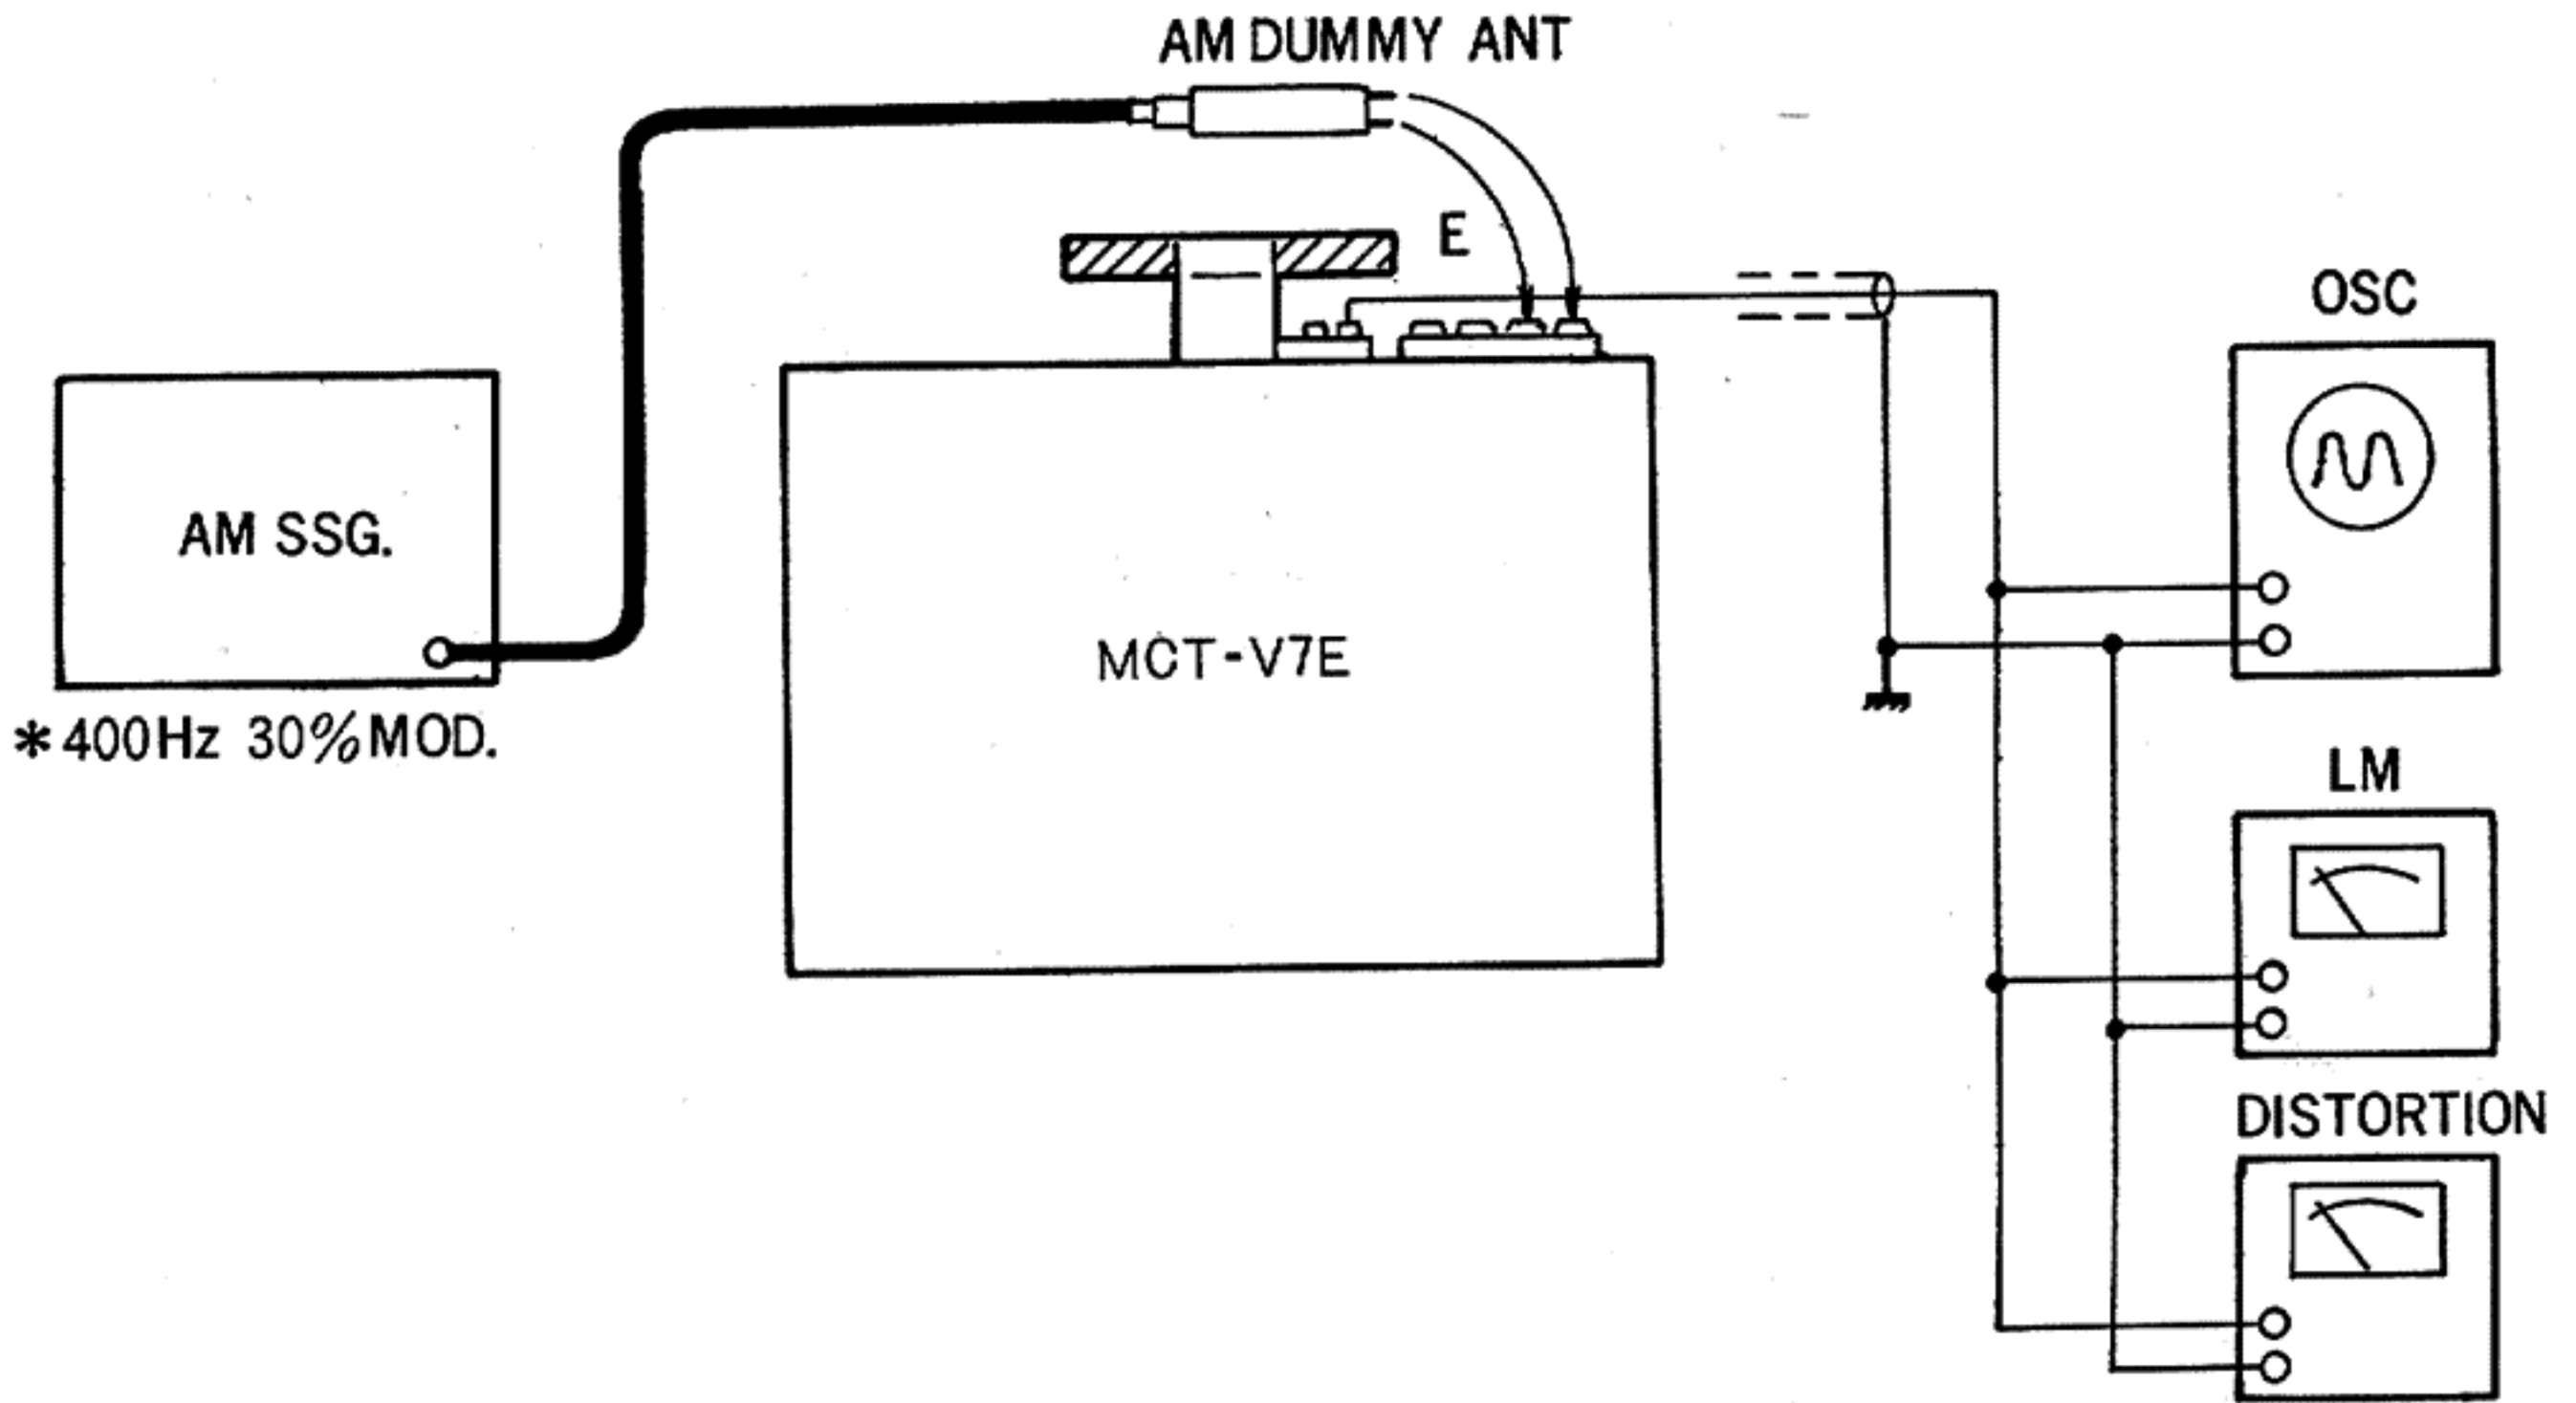 AM DUMMY ANT
E
OSC
AM SSG.
MCT-V7E
*400Hz 30%MOD.
LM
DISTORTION